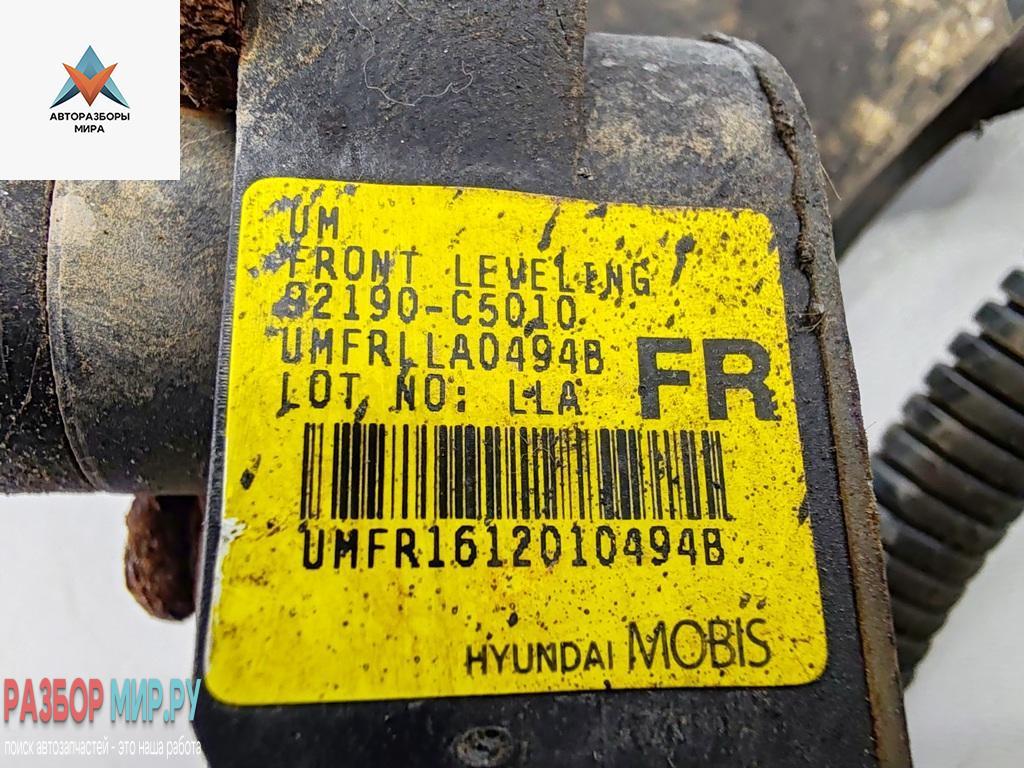 АВТОРАЗБОРЫ
МИРА
UM
FRONT LEVELING
92190-C5010
UMFRLLA0494B
FR
LOT NO: LLA
UMFR1612010494B
HYUNDAI MOBIS
РАЗБОР МИР.РУ
поиск автозапчастей - это наша работа